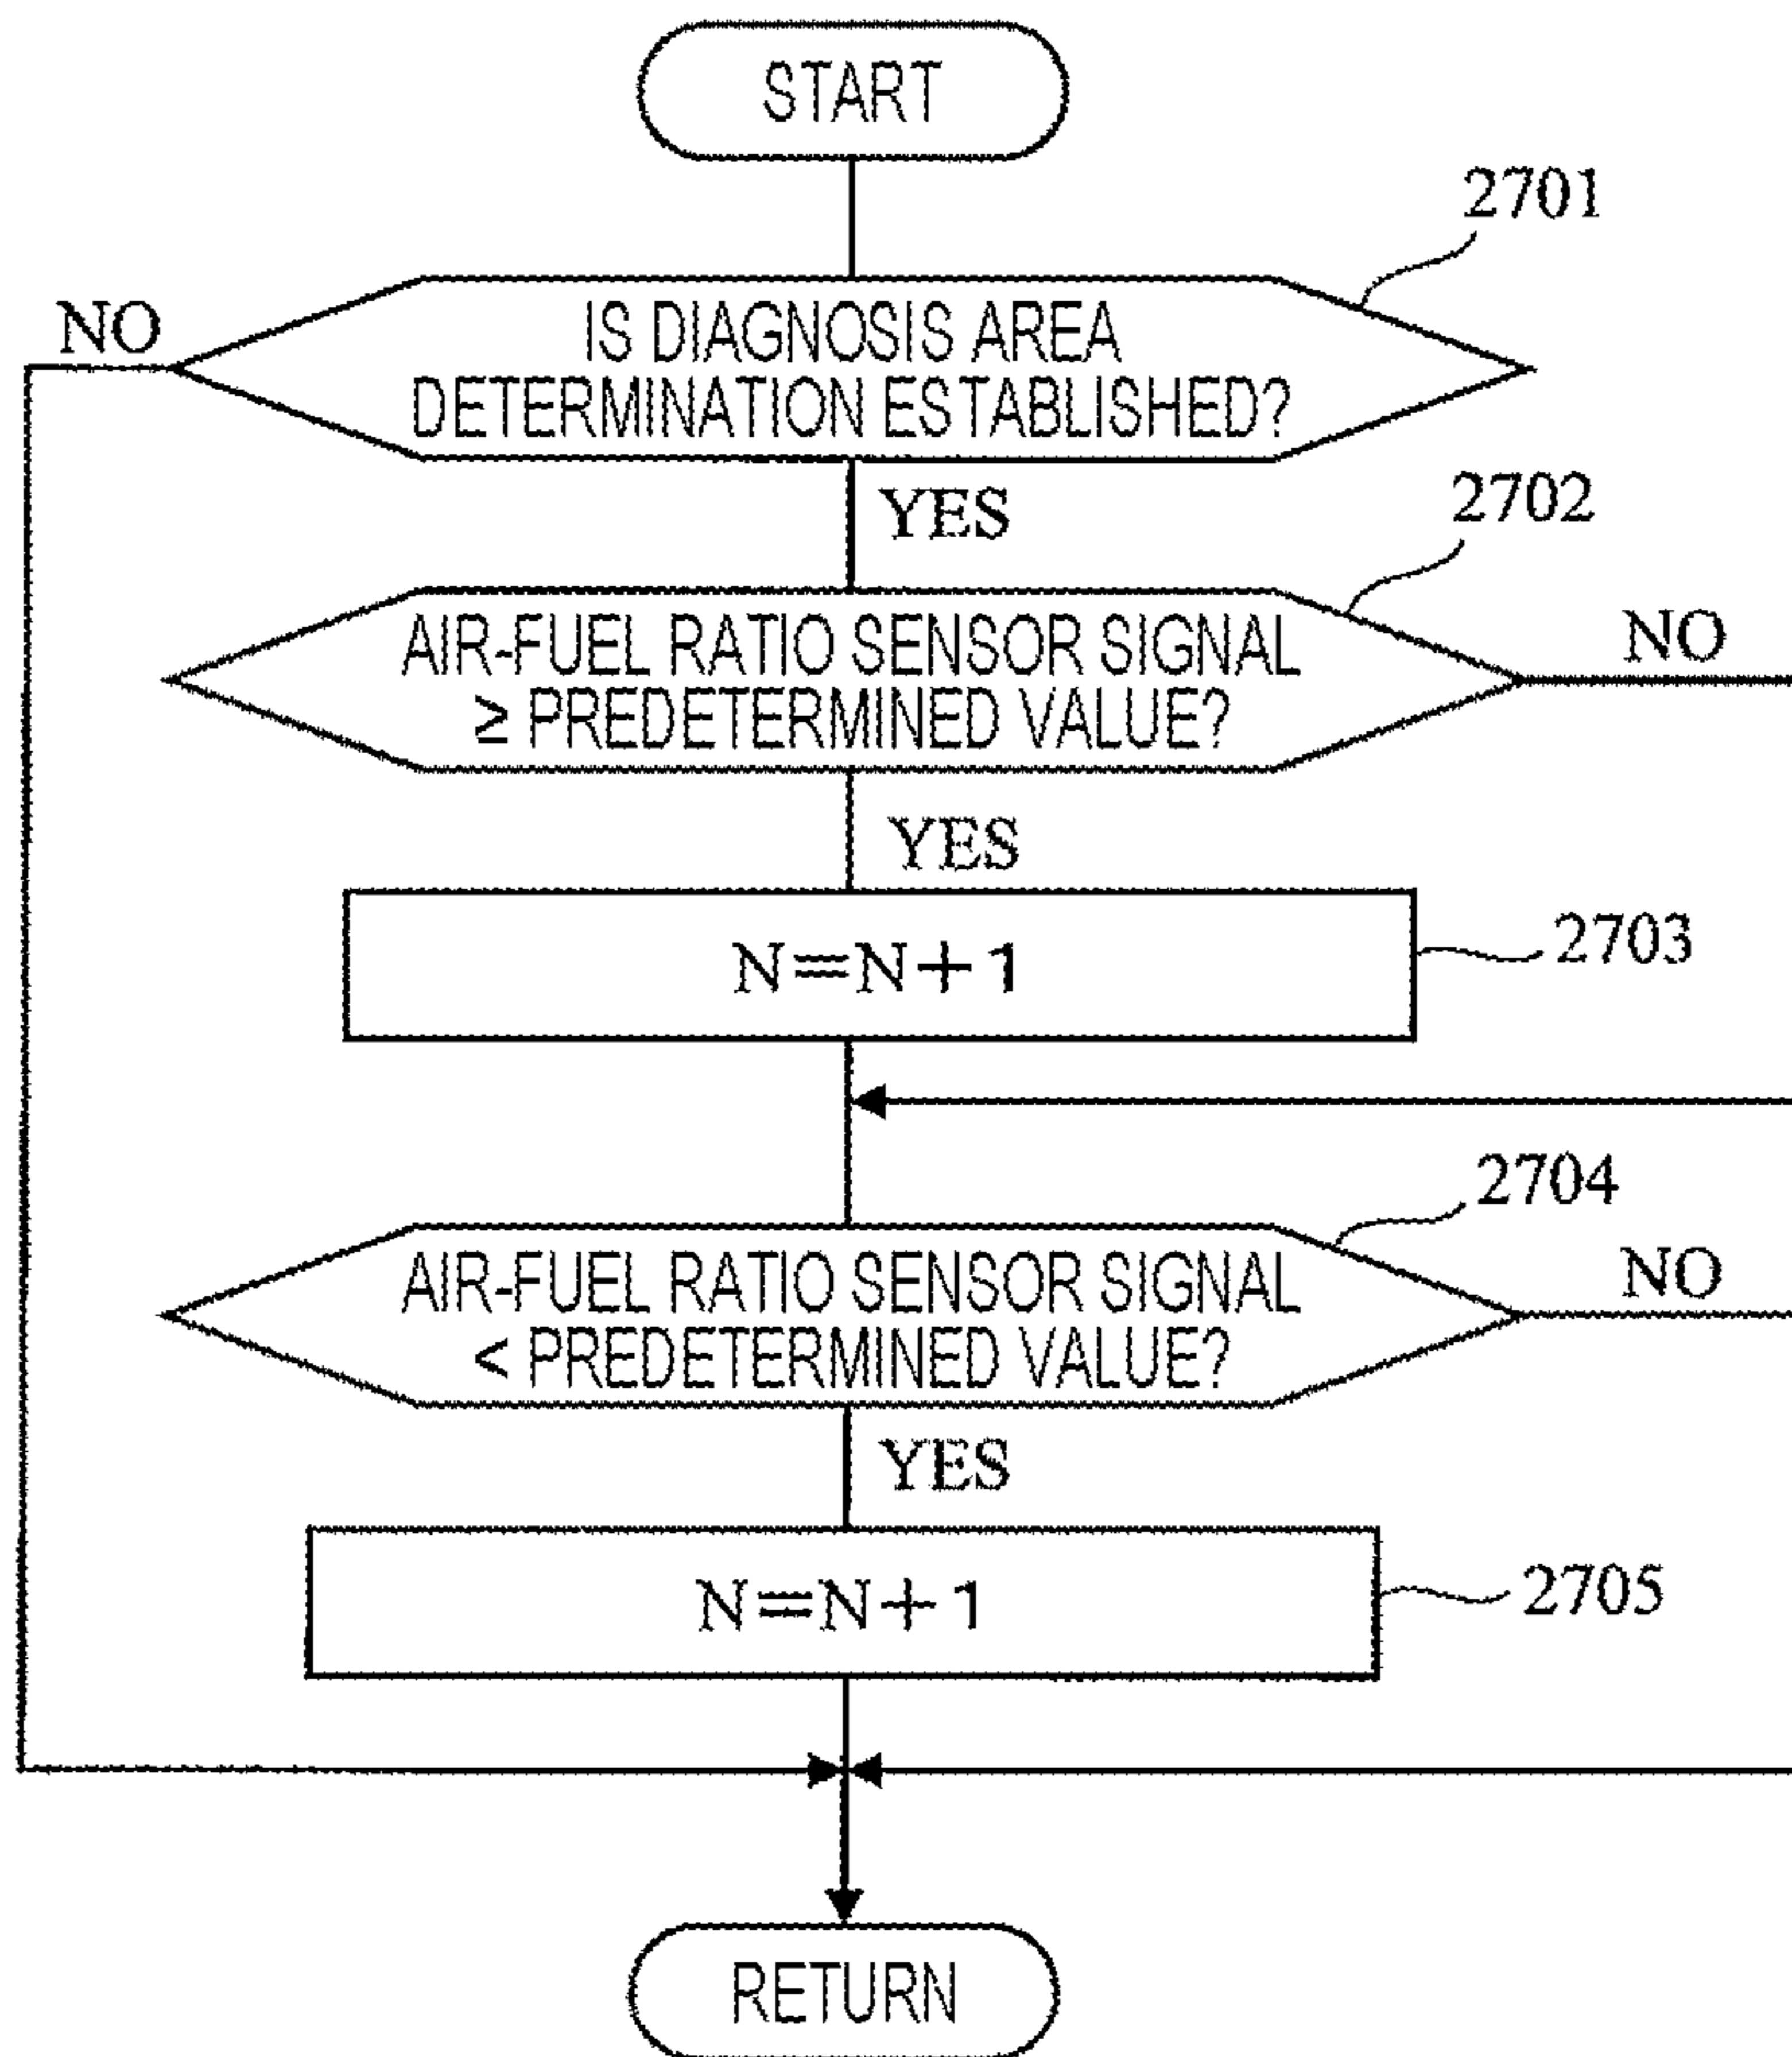 START
2701
NO
IS DIAGNOSIS AREA
DETERMINATION ESTABLISHED?
YES
2702
AIR-FUEL RATIO SENSOR SIGNAL
≥ PREDETERMINED VALUE?
NO
YES
N=N+1
2703
2704
AIR-FUEL RATIO SENSOR SIGNAL
< PREDETERMINED VALUE?
NO
YES
N=N+1
2705
RETURN